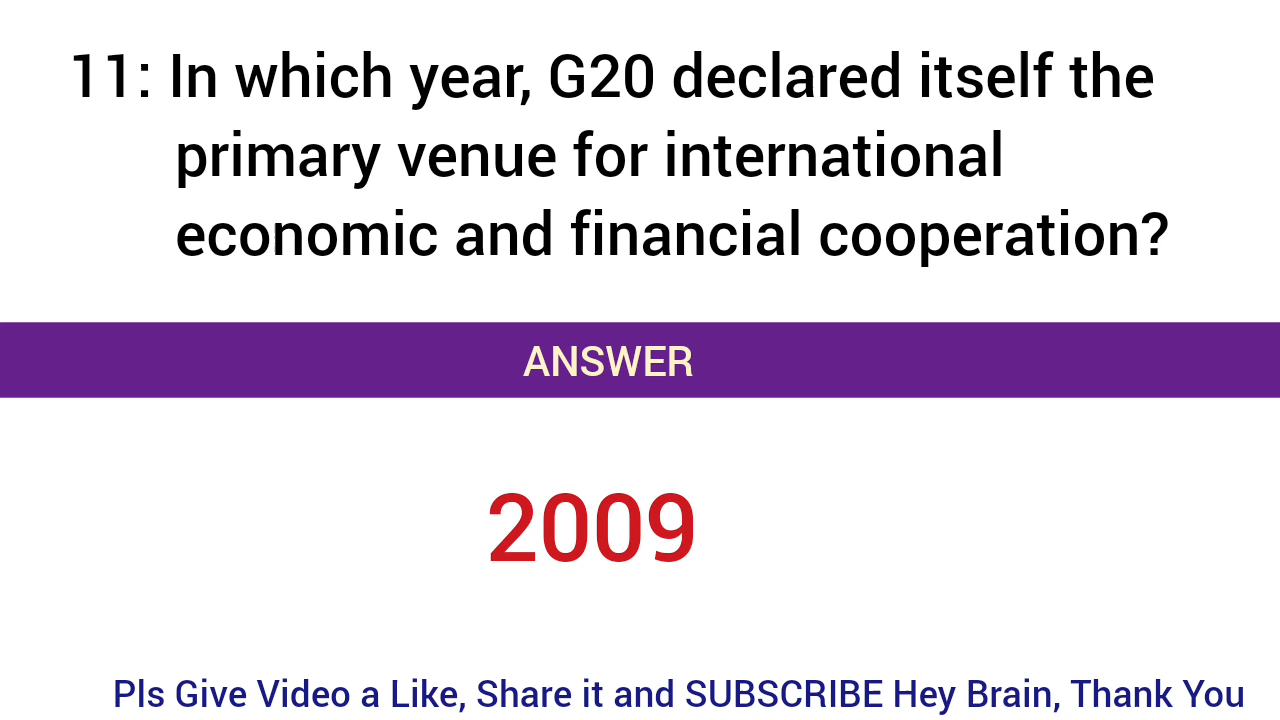 11: In which year, G20 declared itself the
primary venue for international
economic and financial cooperation?
ANSWER
2009
Pls Give Video a Like, Share it and SUBSCRIBE Hey Brain, Thank You